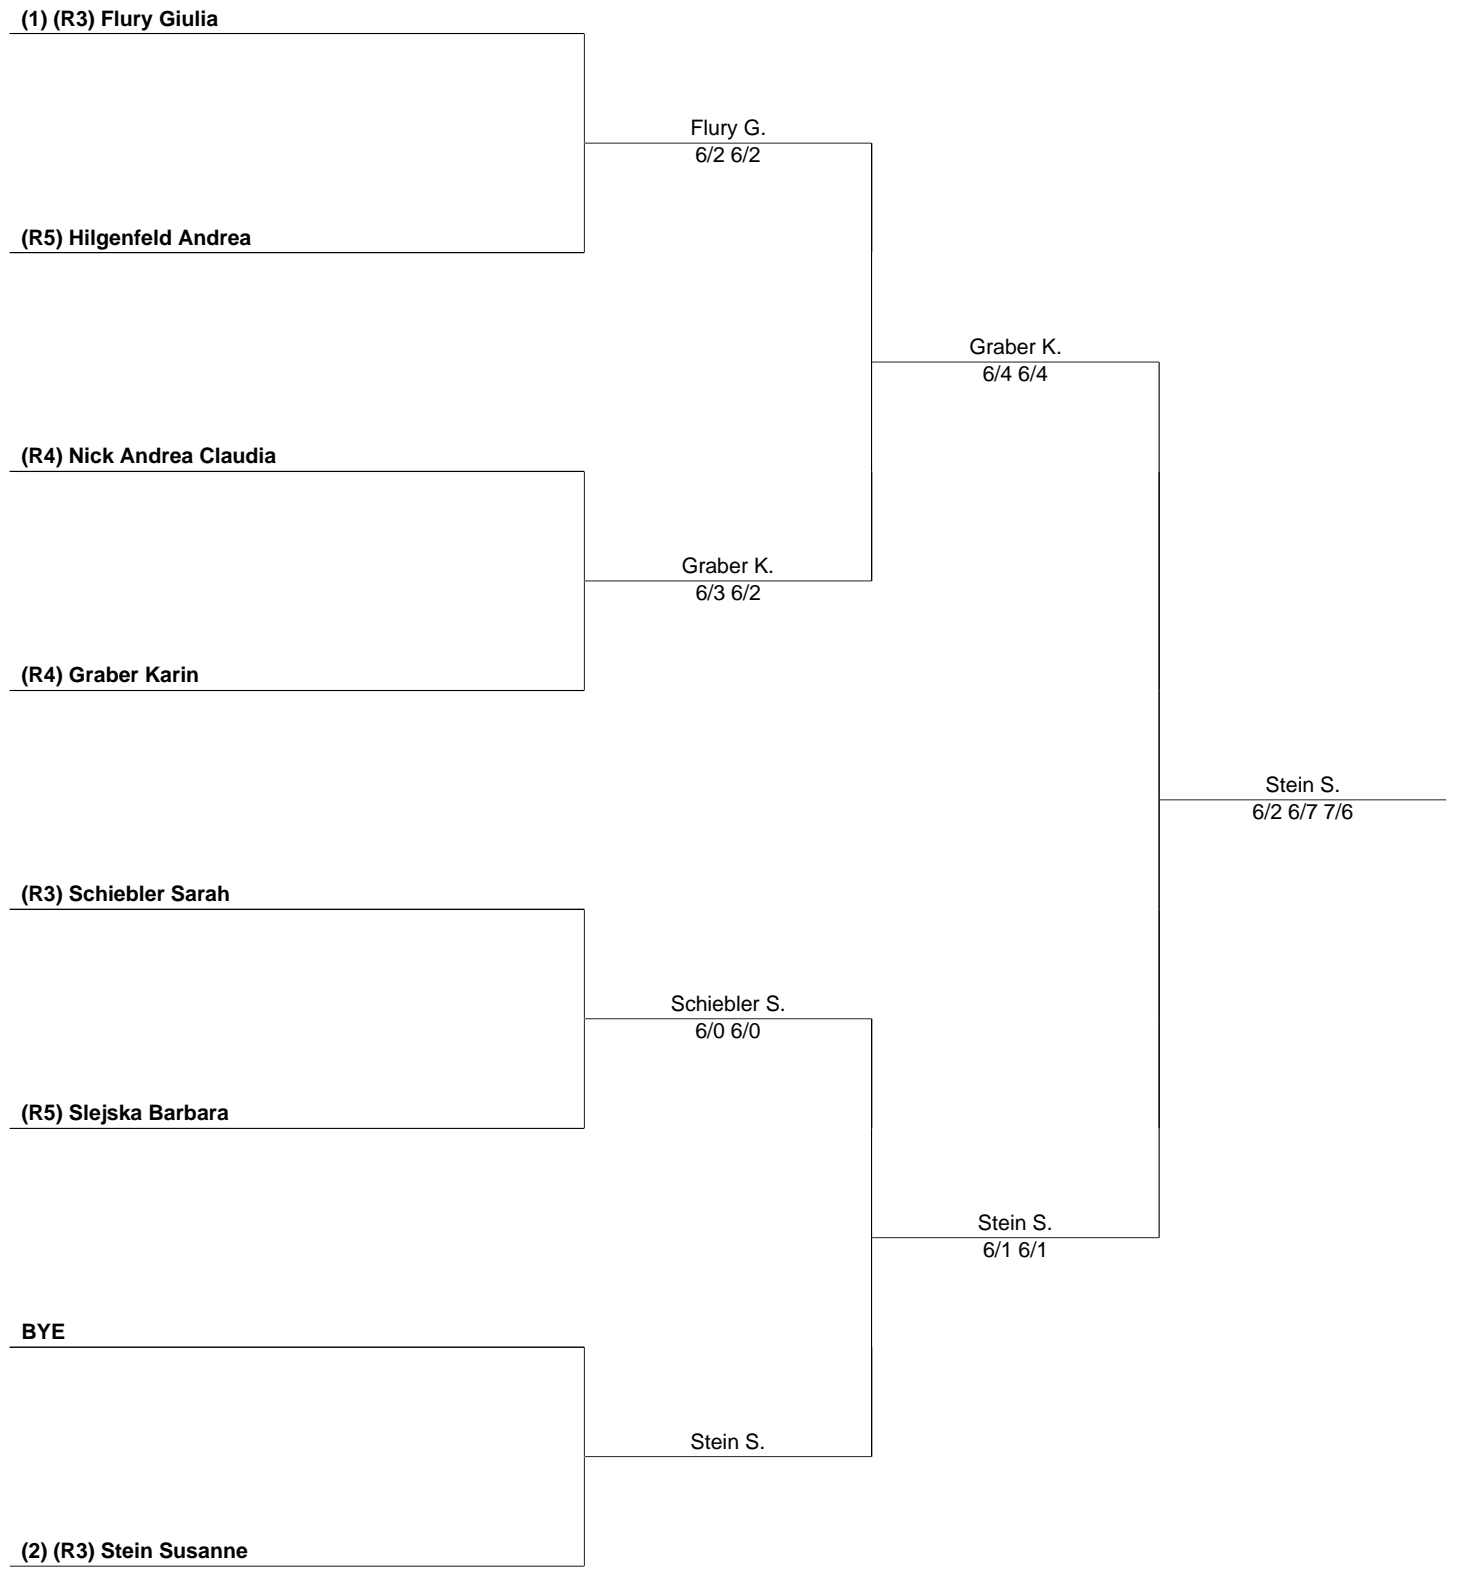 (1) (R3) Flury Giulia
Flury G.
6/2 6/2
(R5) Hilgenfeld Andrea
Graber K.
6/4 6/4
(R4) Nick Andrea Claudia
Graber K.
6/3 6/2
(R4) Graber Karin
Stein S.
6/2 6/7 7/6
(R3) Schiebler Sarah
Schiebler S.
6/0 6/0
(R5) Slejska Barbara
Stein S.
6/1 6/1
BYE
Stein S.
(2) (R3) Stein Susanne